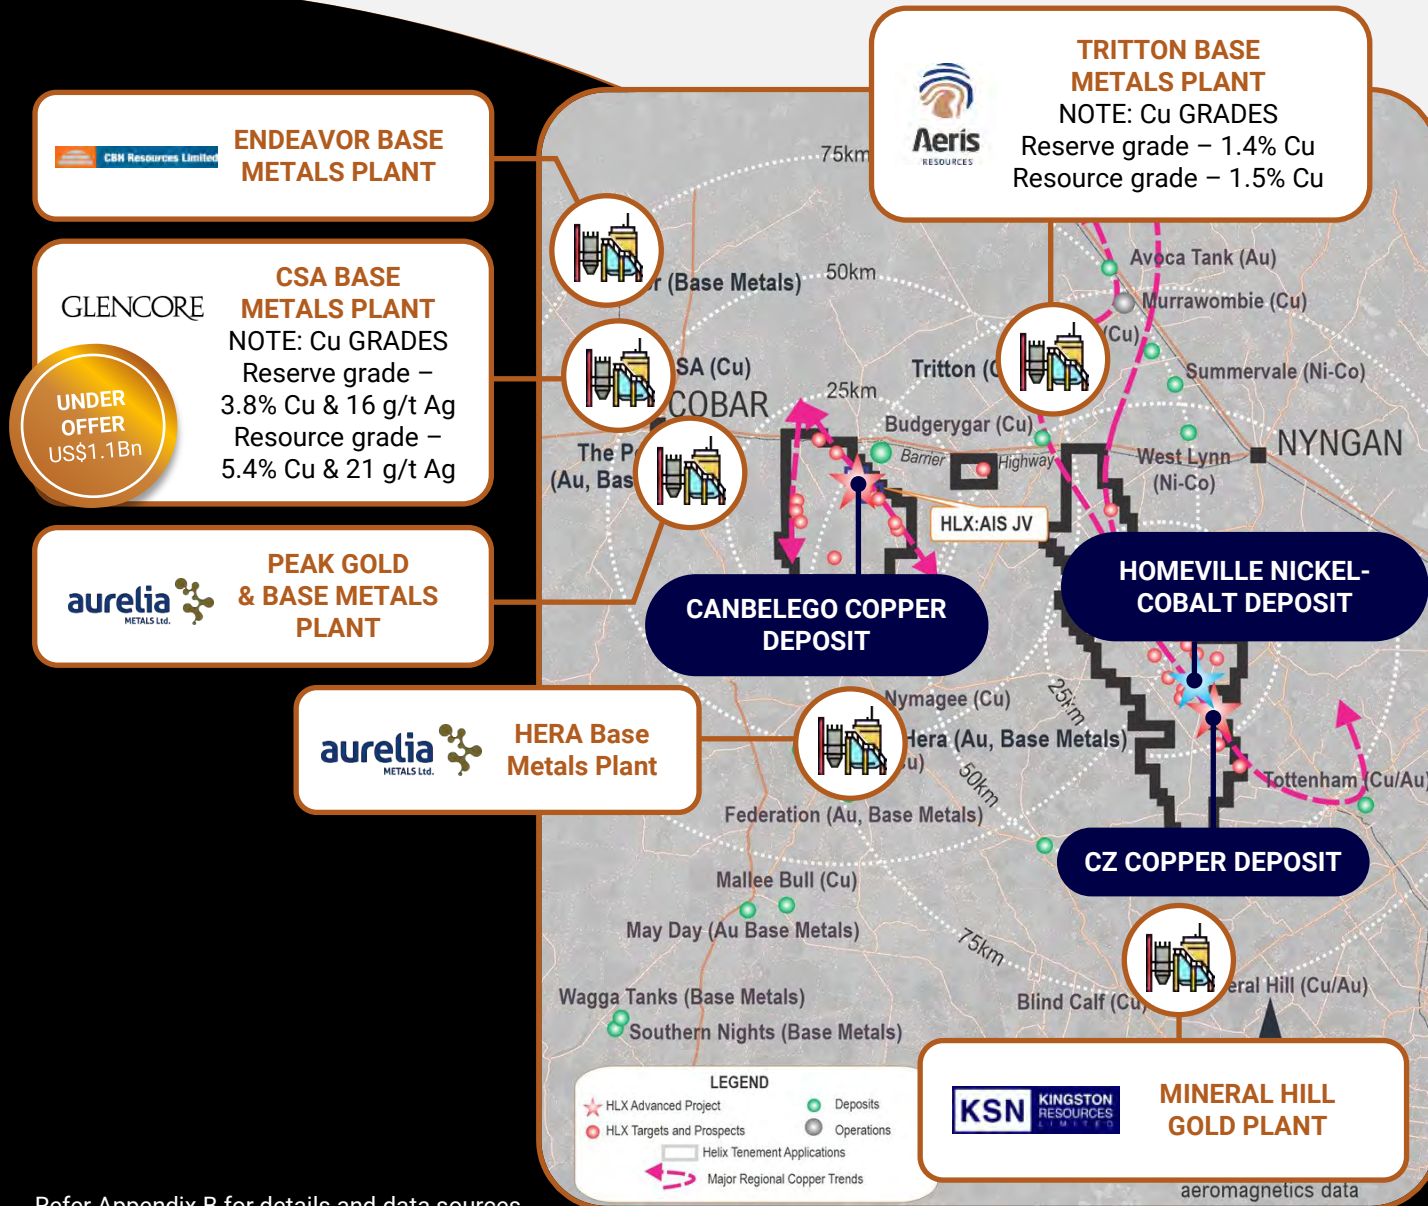 TRITTON BASE
METALS PLANT
NOTE: Cu GRADES
Reserve grade – 1.4% Cu
Resource grade – 1.5% Cu
Aeris
RESOURCES
CBH Resources Limited
ENDEAVOR BASE
METALS PLANT
GLENCORE
CSA BASE
METALS PLANT
NOTE: Cu GRADES
Reserve grade –
3.8% Cu & 16 g/t Ag
Resource grade –
5.4% Cu & 21 g/t Ag
UNDER
OFFER
US$1.1Bn
aurelia
METALS Ltd.
PEAK GOLD
& BASE METALS
PLANT
aurelia
METALS Ltd.
HERA Base
Metals Plant
75km
50km
(Base Metals)
SA (Cu)
COBAR
25km
The
(Au,
Tritton
(Cu)
Avoca Tank (Au)
Murrawombie (Cu)
Summervale (Ni-Co)
Budgerygar (Cu)
Barrier Highway
West Lynn
(Ni-Co)
NYNGAN
HLX:AIS JV
CANBELEGO COPPER
DEPOSIT
HOMEVILLE NICKEL-
COBALT DEPOSIT
Nymagee (Cu)
25km
Hera (Au, Base Metals)
50km
Tottenham (Cu/Au)
Federation (Au, Base Metals)
CZ COPPER DEPOSIT
Mallee Bull (Cu)
May Day (Au Base Metals)
75km
Wagga Tanks (Base Metals)
Southern Nights (Base Metals)
Blind Calf (Cu)
eral Hill (Cu/Au)
LEGEND
HLX Advanced Project
Deposits
HLX Targets and Prospects
Operations
Helix Tenement Applications
Major Regional Copper Trends
KSN
KINGSTON
RESOURCES
LIMITED
MINERAL HILL
GOLD PLANT
aeromagnetics data
Refer Appendix B for details and data sources